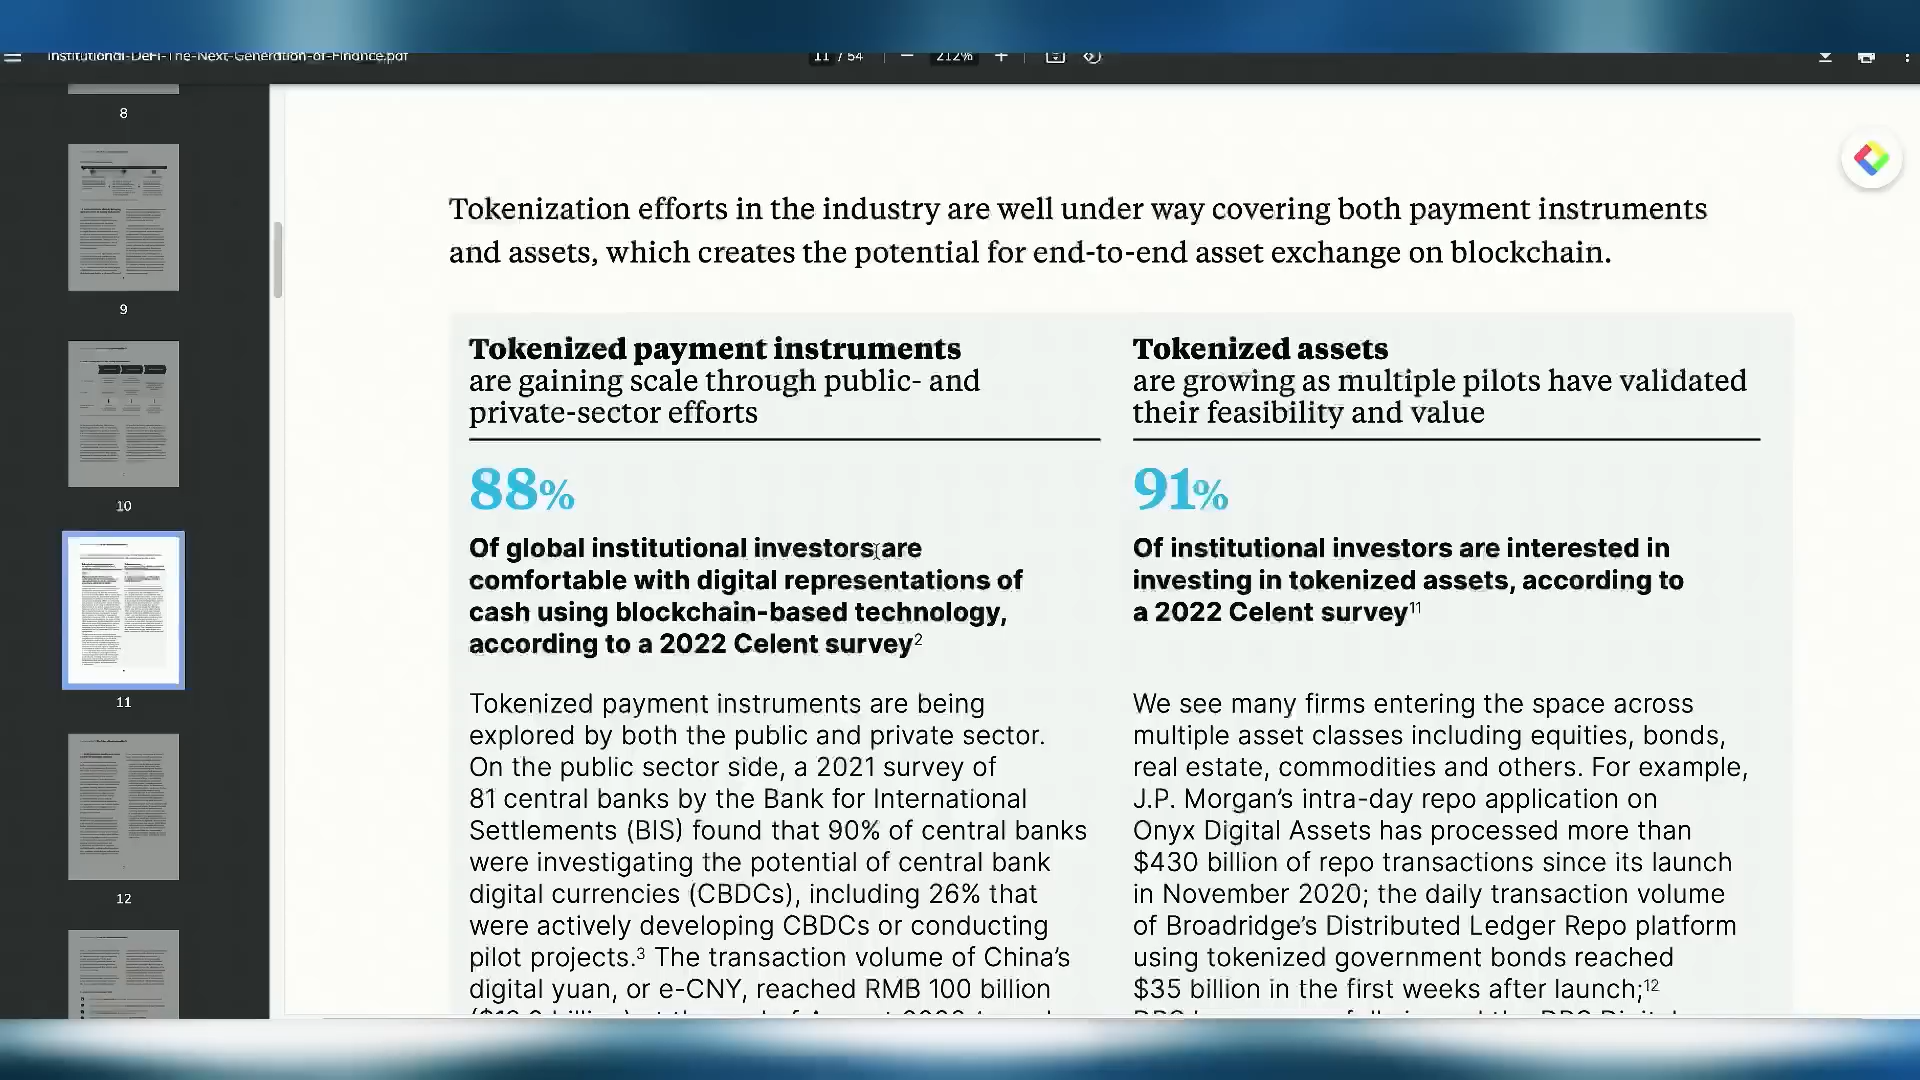 Institutional-DeFi-The-Next-Generation-of-Finance.pdf
11 / 54
212%
8
9
10
11
12
Tokenization efforts in the industry are well under way covering both payment instruments
and assets, which creates the potential for end-to-end asset exchange on blockchain.
Tokenized payment instruments
are gaining scale through public- and
private-sector efforts
88%
Of global institutional investors are
comfortable with digital representations of
cash using blockchain-based technology,
according to a 2022 Celent survey2
Tokenized payment instruments are being
explored by both the public and private sector.
On the public sector side, a 2021 survey of
81 central banks by the Bank for International
Settlements (BIS) found that 90% of central banks
were investigating the potential of central bank
digital currencies (CBDCs), including 26% that
were actively developing CBDCs or conducting
pilot projects.3 The transaction volume of China's
digital yuan, or e-CNY, reached RMB 100 billion
Tokenized assets
are growing as multiple pilots have validated
their feasibility and value
91%
Of institutional investors are interested in
investing in tokenized assets, according to
a 2022 Celent survey11
We see many firms entering the space across
multiple asset classes including equities, bonds,
real estate, commodities and others. For example,
J.P. Morgan's intra-day repo application on
Onyx Digital Assets has processed more than
$430 billion of repo transactions since its launch
in November 2020; the daily transaction volume
of Broadridge's Distributed Ledger Repo platform
using tokenized government bonds reached
$35 billion in the first weeks after launch;12